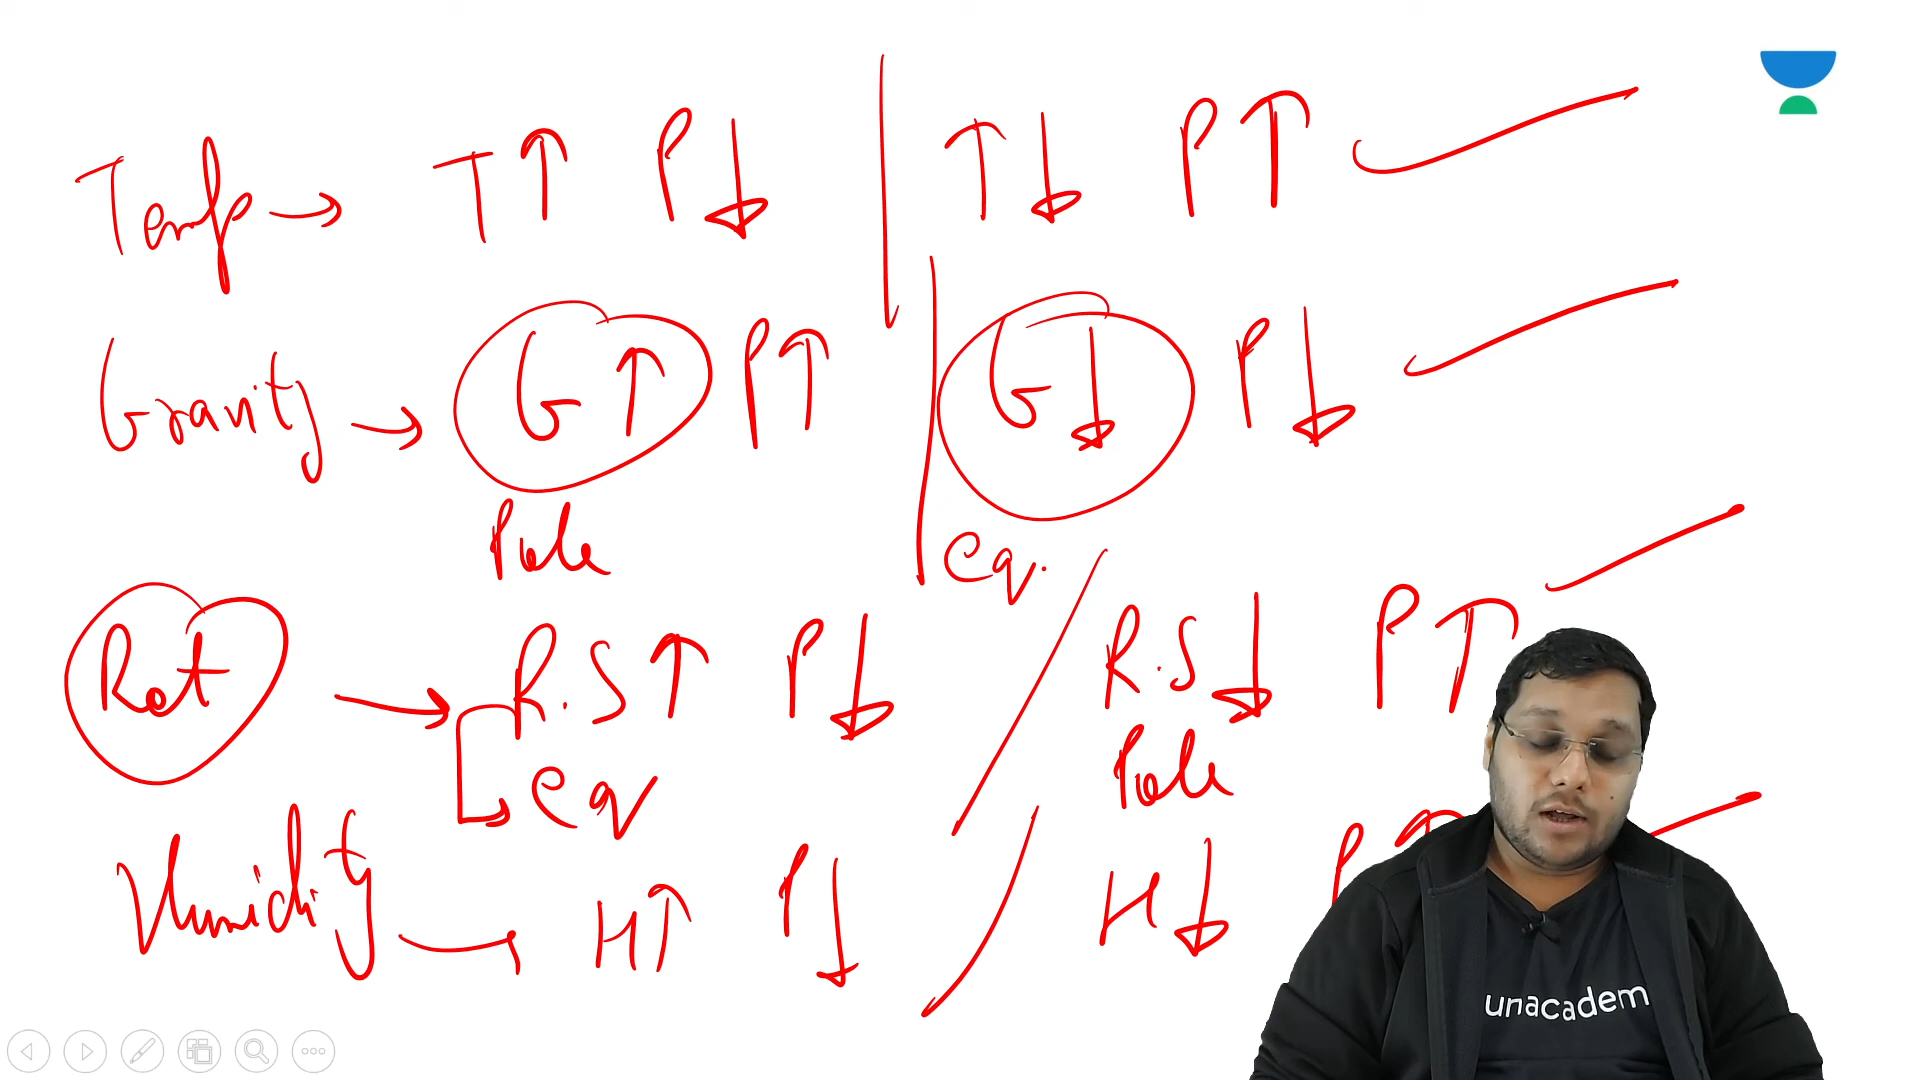 Temp → T↑ P↓ | T↓ P↑
Gravity → G↑ P↑ | G↓ P↓
Pole eq.
Rot → R.S↑ P↓ / R.S↓ P↑
eq Pole
Humidity → H↑ P↓ / H↓ P↑
unacadem